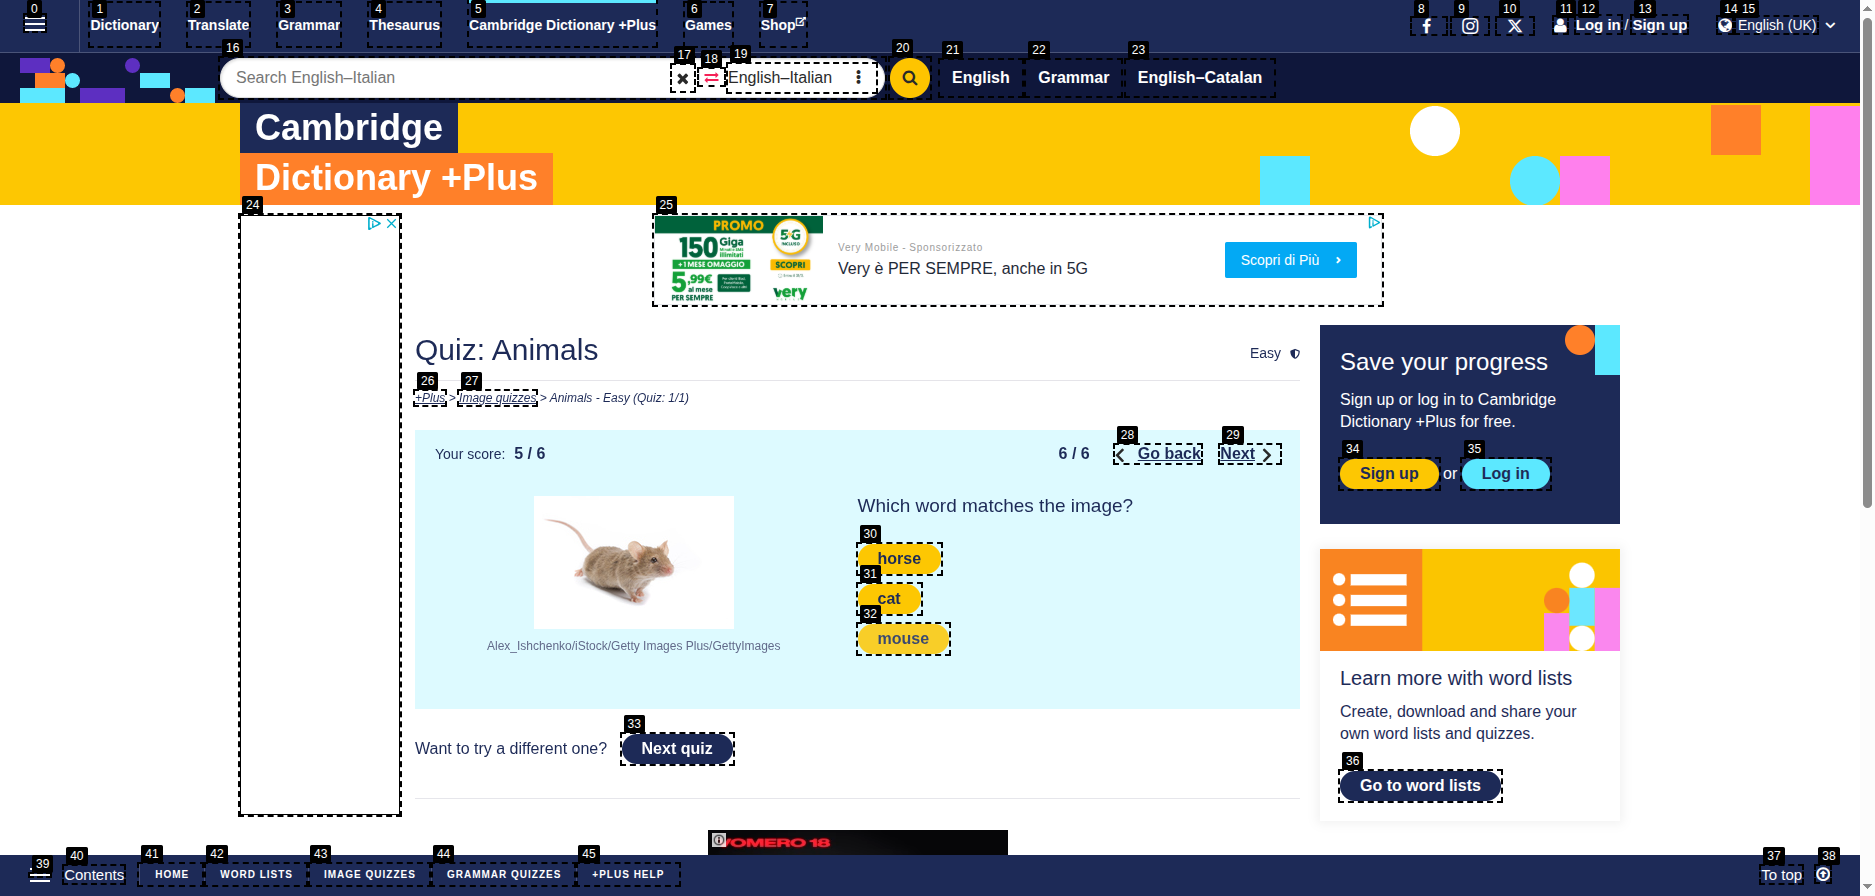 0 1 2 3 4 5 6 7 8 9 10 11 12 13 14 15
Dictionary Translate Grammar Thesaurus Cambridge Dictionary +Plus Games Shop Log in / Sign up English (UK)
16 17 18 19 20 21 22 23
Search English–Italian English–Italian English Grammar English–Catalan
Cambridge
Dictionary +Plus
24 25
PROMO
150 Giga
5G
+1 MESE OMAGGIO SCOPRI
5,99€
al mese
PER SEMPRE
very
Very Mobile - Sponsorizzato
Very è PER SEMPRE, anche in 5G
Scopri di Più
Quiz: Animals
Easy
26 27
+Plus > Image quizzes > Animals - Easy (Quiz: 1/1)
28 29
Your score: 5 / 6 6 / 6 Go back Next
Which word matches the image?
30
horse
31
cat
32
mouse
Alex_Ishchenko/iStock/Getty Images Plus/GettyImages
33
Want to try a different one? Next quiz
Save your progress
Sign up or log in to Cambridge
Dictionary +Plus for free.
34 35
Sign up or Log in
Learn more with word lists
Create, download and share your
own word lists and quizzes.
36
Go to word lists
VOMERO 18
39 40 41 42 43 44 45 37 38
Contents HOME WORD LISTS IMAGE QUIZZES GRAMMAR QUIZZES +PLUS HELP To top